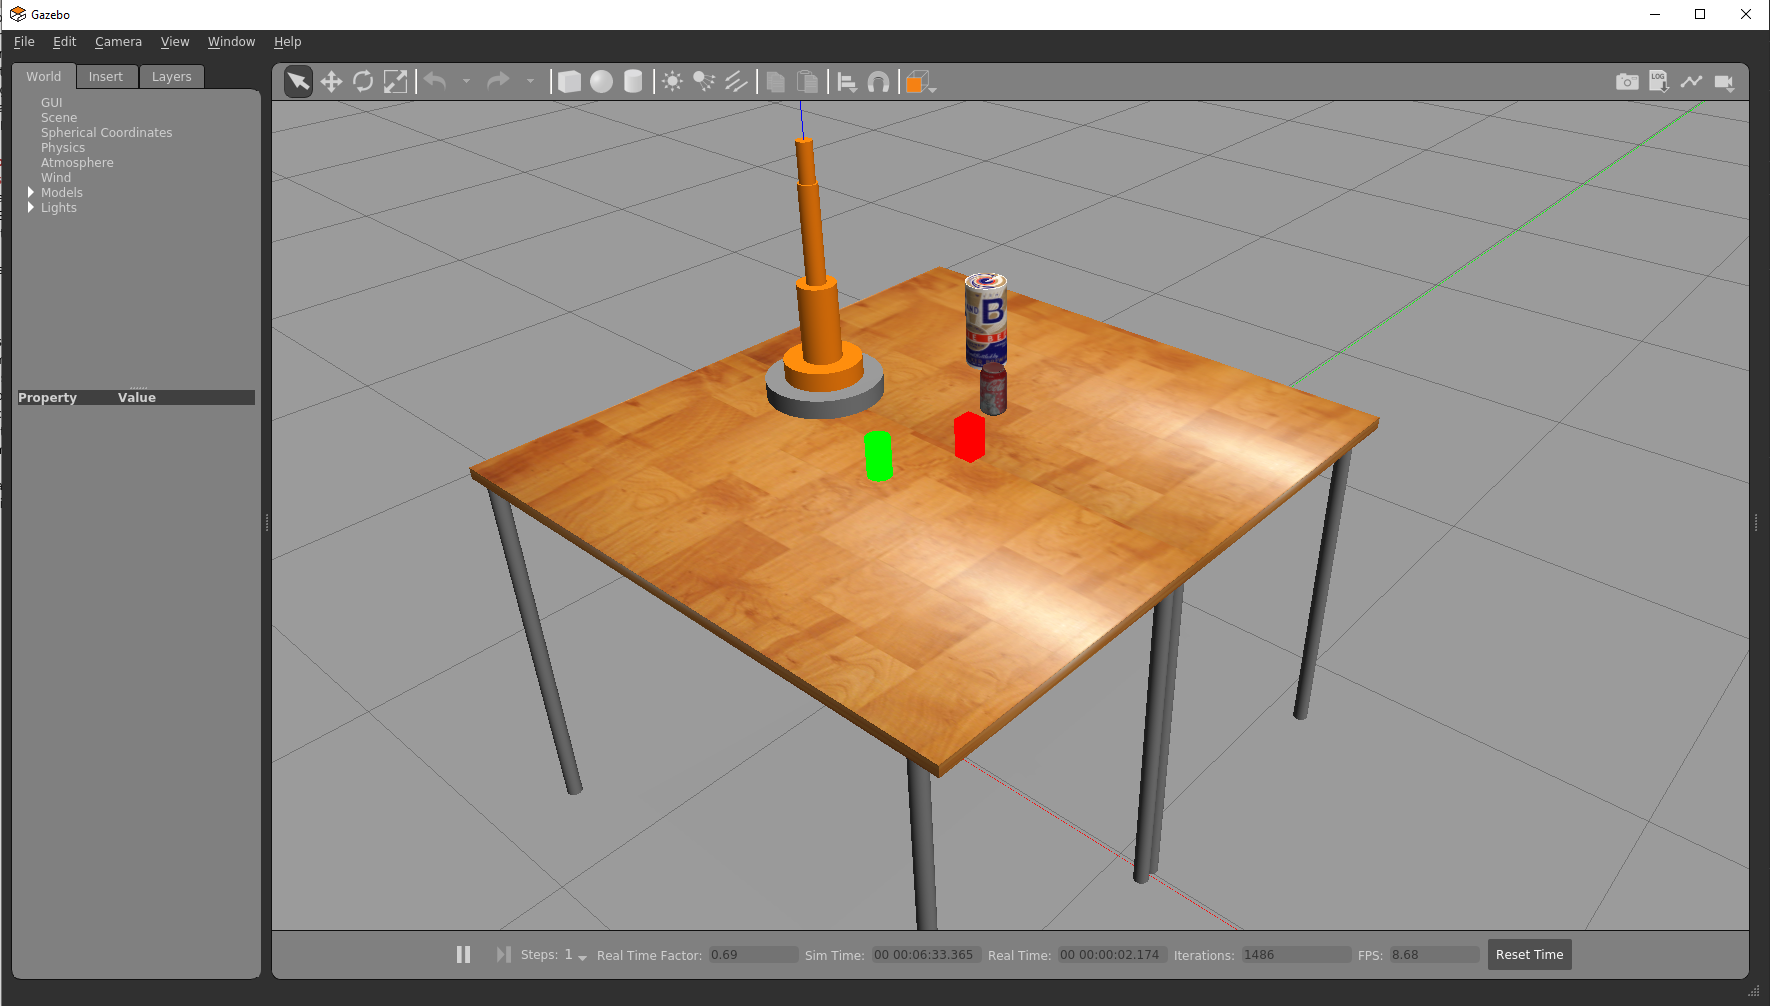 Gazebo
File Edit Camera View Window Help
World Insert Layers
LOG
GUI
Scene
Spherical Coordinates
Physics
Atmosphere
Wind
Models
Lights
Property Value
B
Steps: 1 Real Time Factor: 0.69 Sim Time: 00 00:06:33.365 Real Time: 00 00:00:02.174 Iterations: 1486 FPS: 8.68 Reset Time